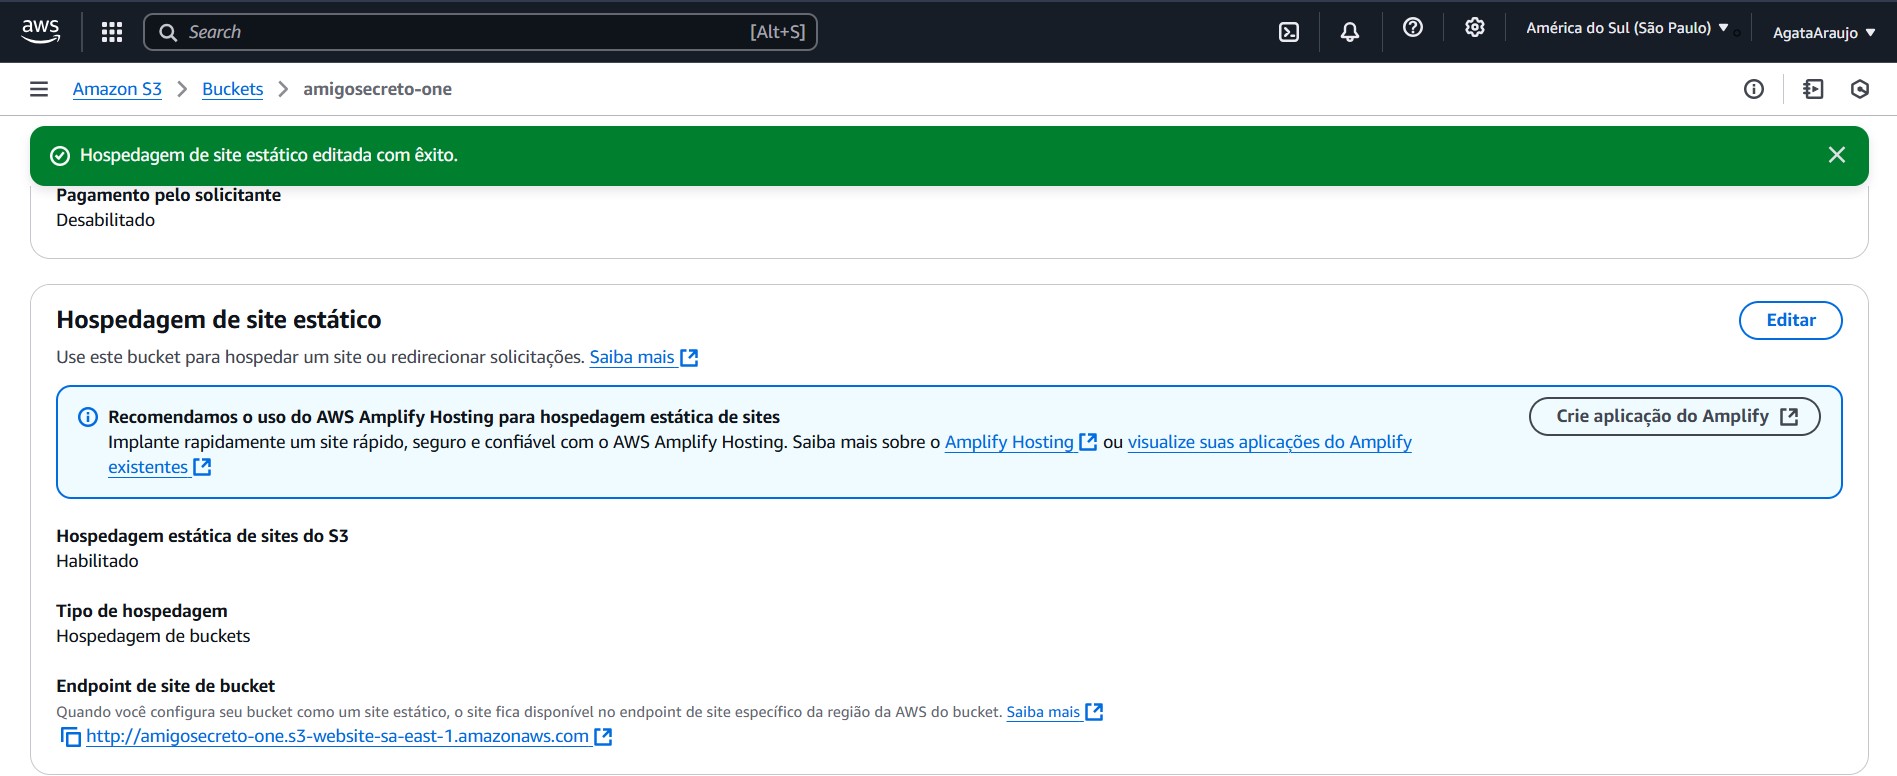 aws
Search [Alt+S]
América do Sul (São Paulo)
AgataAraujo
Amazon S3 > Buckets > amigosecreto-one
Hospedagem de site estático editada com êxito.
Pagamento pelo solicitante
Desabilitado
Hospedagem de site estático
Editar
Use este bucket para hospedar um site ou redirecionar solicitações. Saiba mais
Recomendamos o uso do AWS Amplify Hosting para hospedagem estática de sites
Crie aplicação do Amplify
Implante rapidamente um site rápido, seguro e confiável com o AWS Amplify Hosting. Saiba mais sobre o Amplify Hosting ou visualize suas aplicações do Amplify
existentes
Hospedagem estática de sites do S3
Habilitado
Tipo de hospedagem
Hospedagem de buckets
Endpoint de site de bucket
Quando você configura seu bucket como um site estático, o site fica disponível no endpoint de site específico da região da AWS do bucket. Saiba mais
http://amigosecreto-one.s3-website-sa-east-1.amazonaws.com